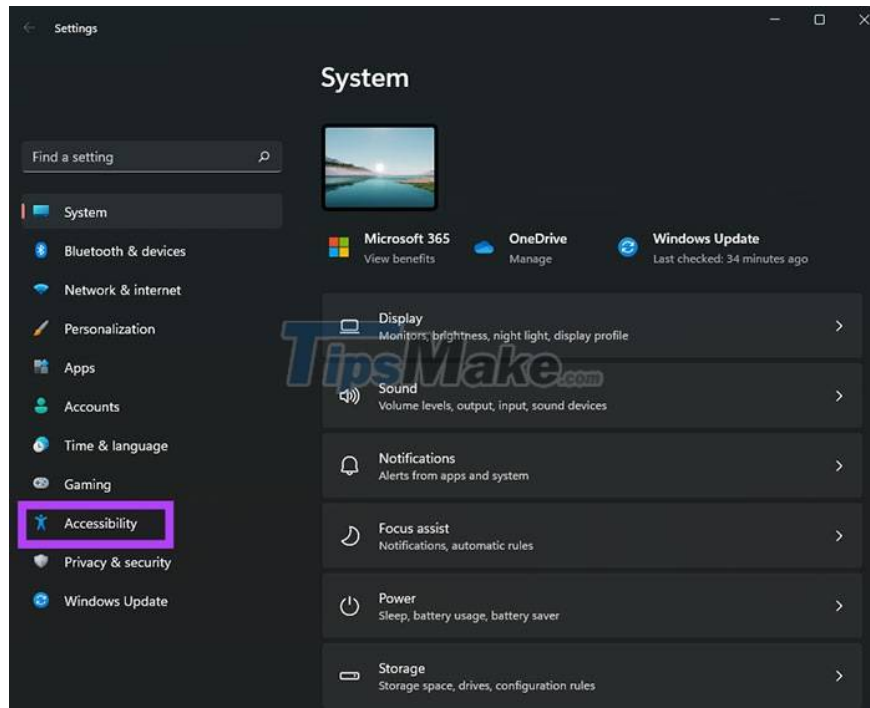 Settings
System
Find a setting
System
Bluetooth & devices
Network & internet
Personalization
Apps
Accounts
Time & language
Gaming
Accessibility
Privacy & security
Windows Update
Microsoft 365
View benefits
OneDrive
Manage
Windows Update
Last checked: 34 minutes ago
Display
Monitors, brightness, night light, display profile
TipsMake.com
Sound
Volume levels, output, input, sound devices
Notifications
Alerts from apps and system
Focus assist
Notifications, automatic rules
Power
Sleep, battery usage, battery saver
Storage
Storage space, drives, configuration rules